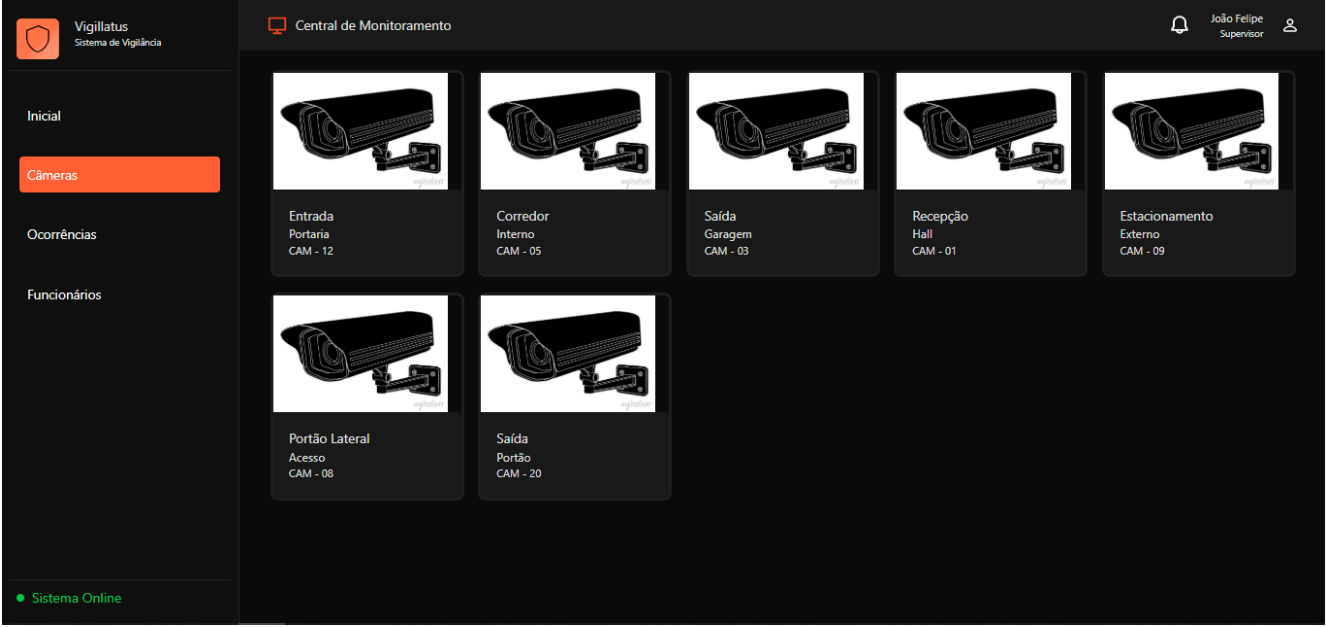 Vigillatus
Sistema de Vigilância
Central de Monitoramento
João Felipe
Supervisor
Inicial
Câmeras
Ocorrências
Funcionários
Entrada
Portaria
CAM - 12
Corredor
Interno
CAM - 05
Saída
Garagem
CAM - 03
Recepção
Hall
CAM - 01
Estacionamento
Externo
CAM - 09
Portão Lateral
Acesso
CAM - 08
Saída
Portão
CAM - 20
Sistema Online